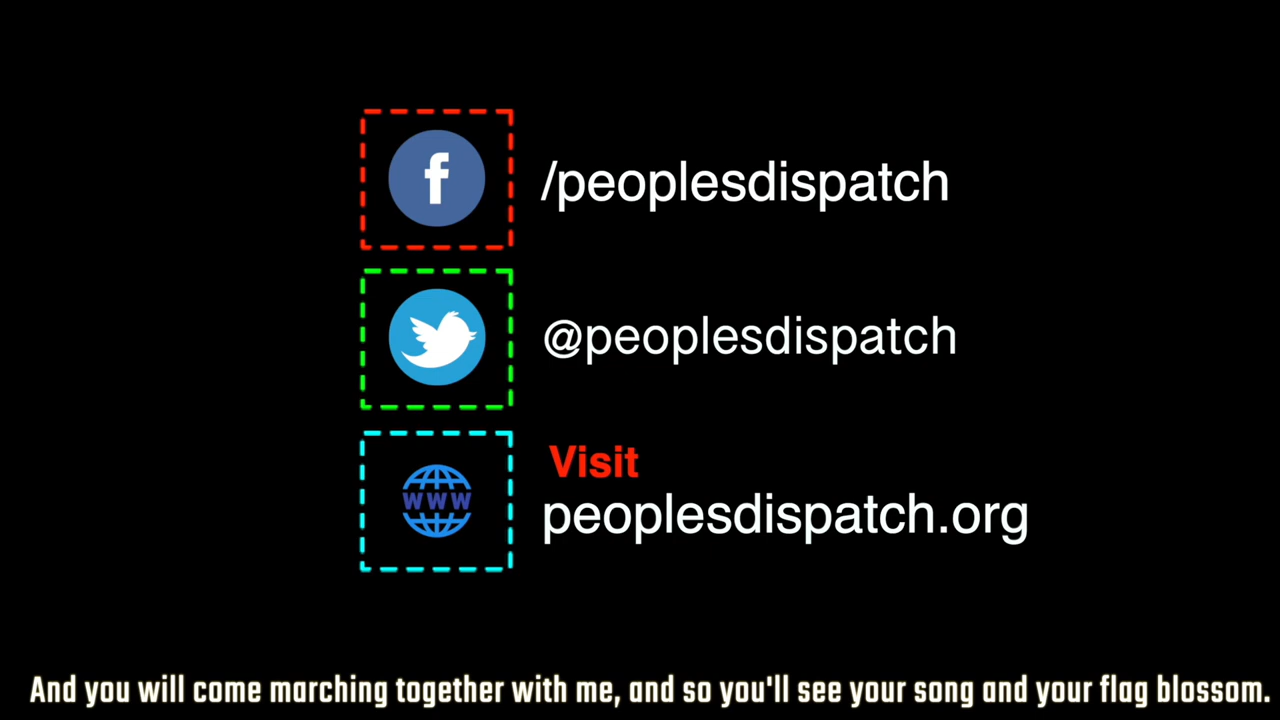 f
/peoplesdispatch
@peoplesdispatch
Visit
www
peoplesdispatch.org
And you will come marching together with me, and so you'll see your song and your flag blossom.